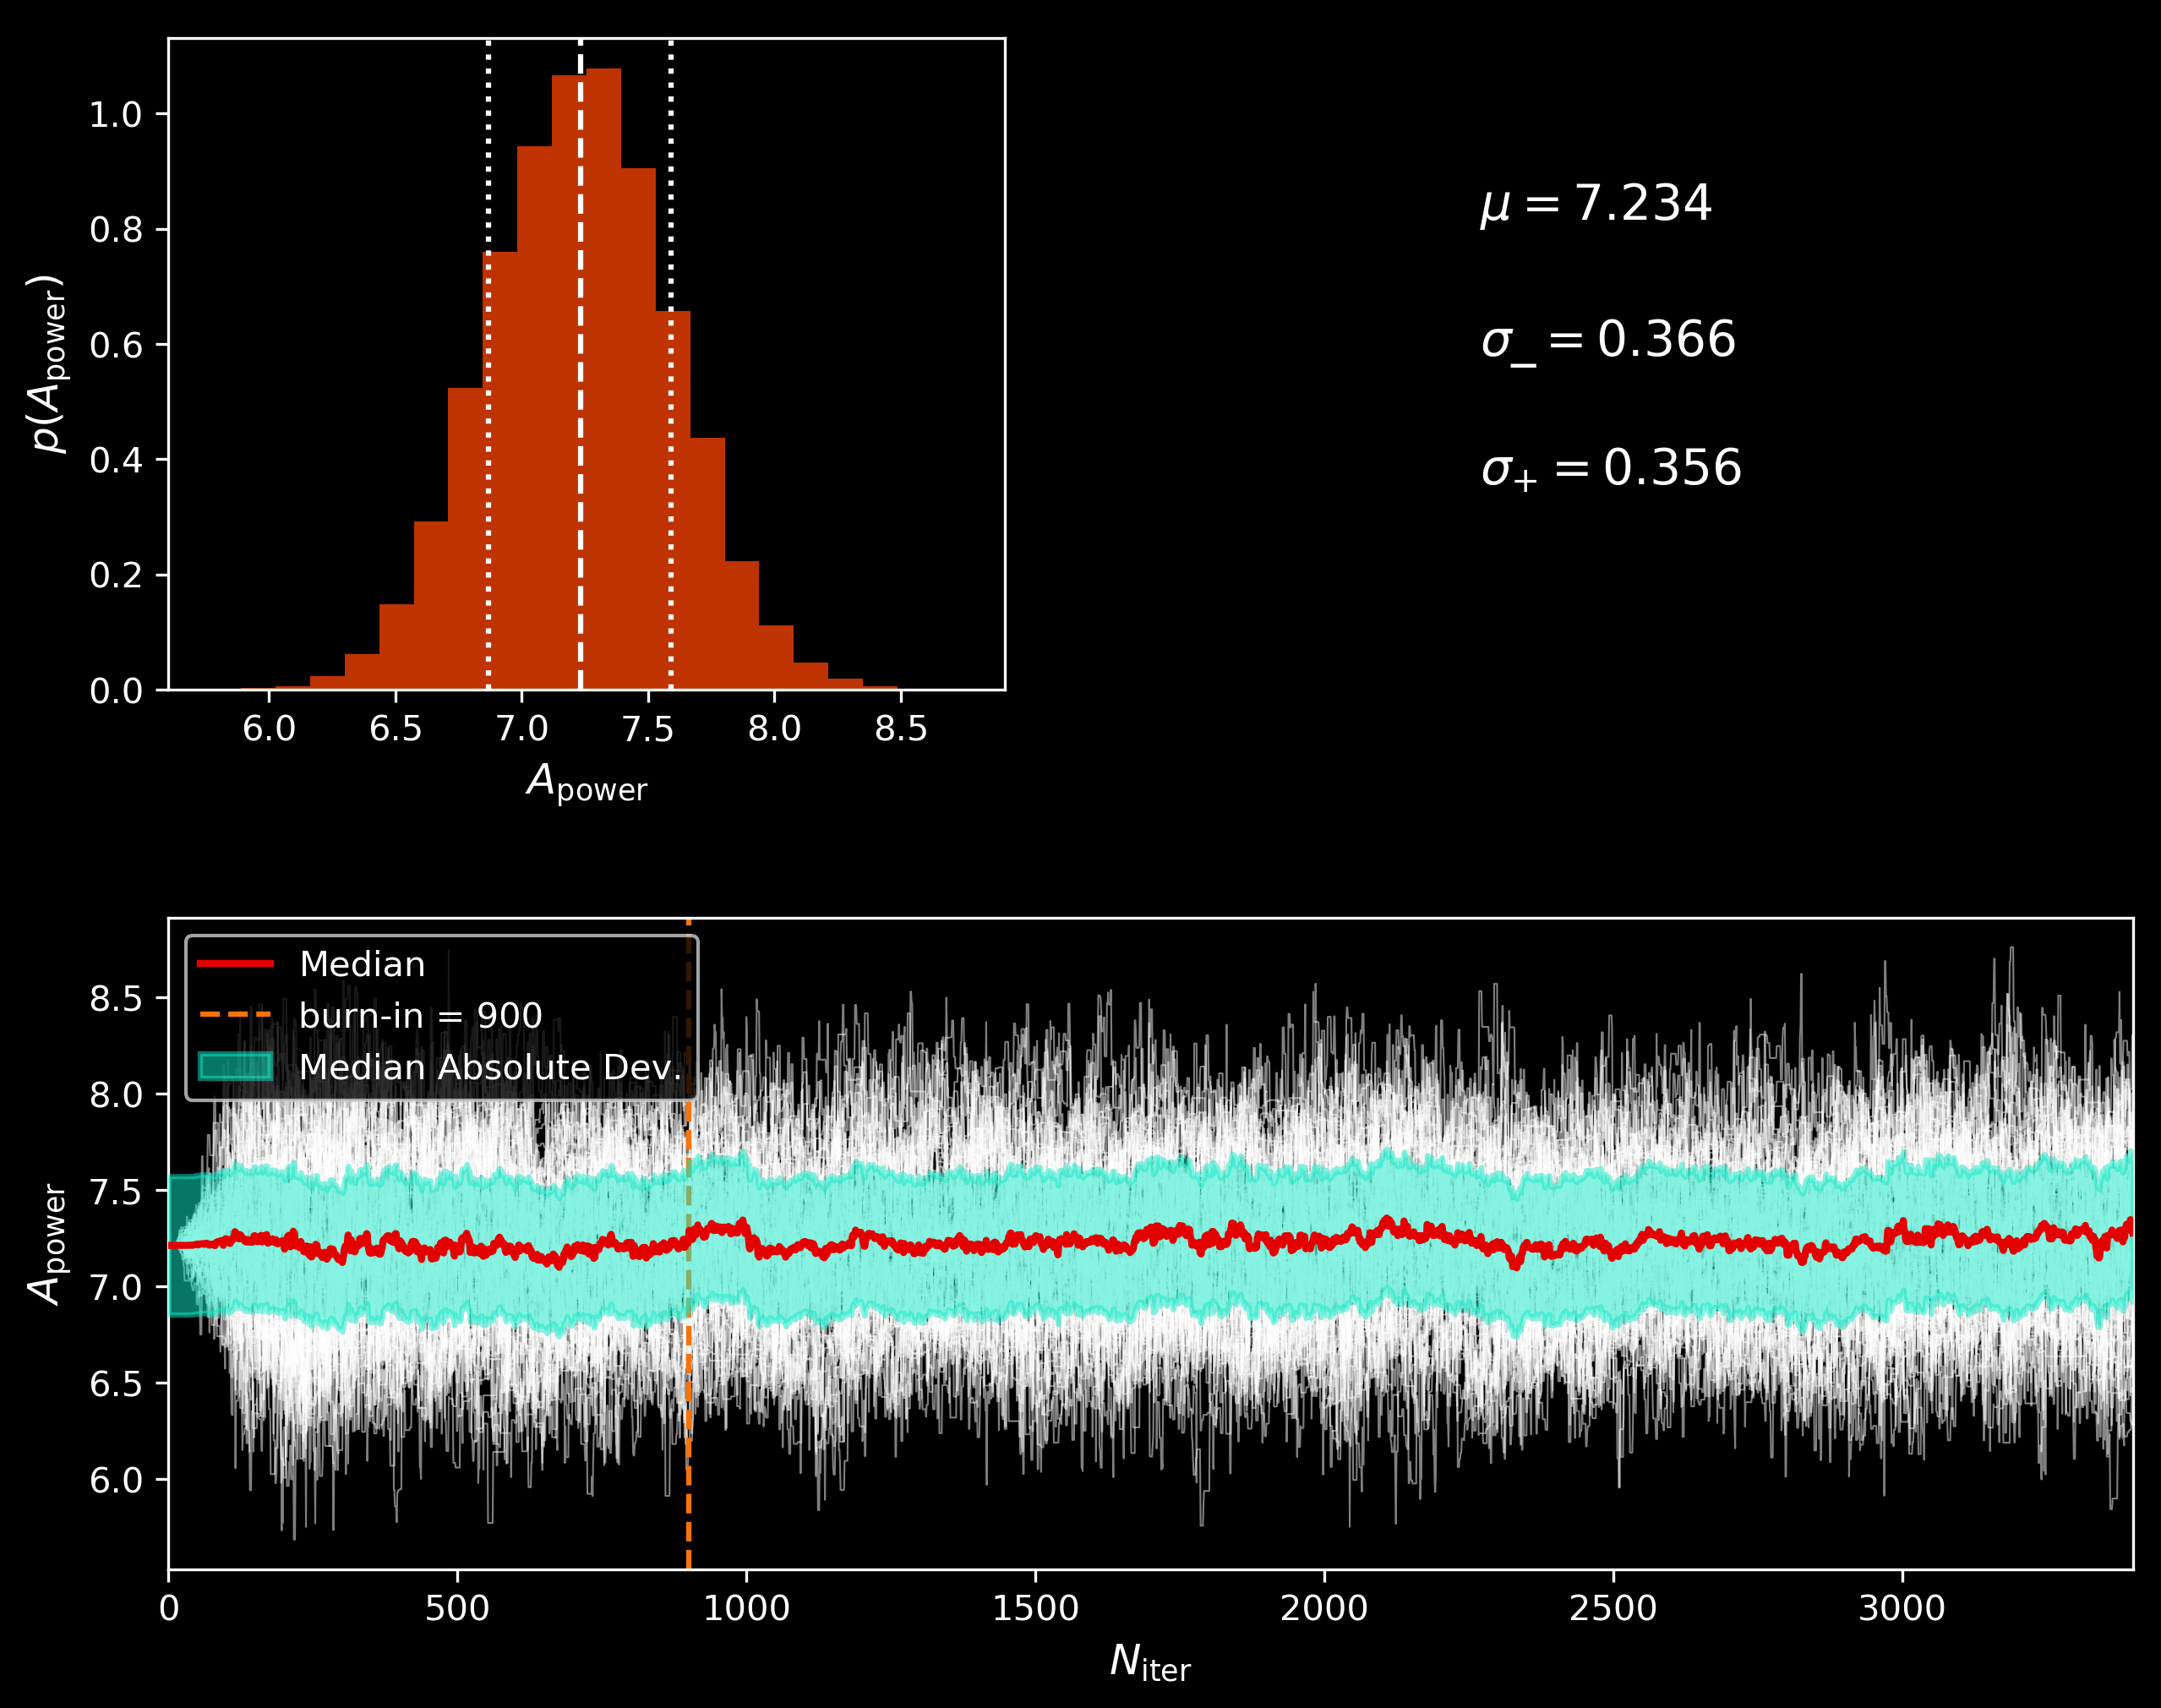 1.0
0.8
0.6
0.4
0.2
0.0
p(A_power)
6.0 6.5 7.0 7.5 8.0 8.5
A_power
μ = 7.234
σ_− = 0.366
σ_+ = 0.356
Median
burn-in = 900
Median Absolute Dev.
8.5
8.0
7.5
7.0
6.5
6.0
A_power
0 500 1000 1500 2000 2500 3000
N_iter